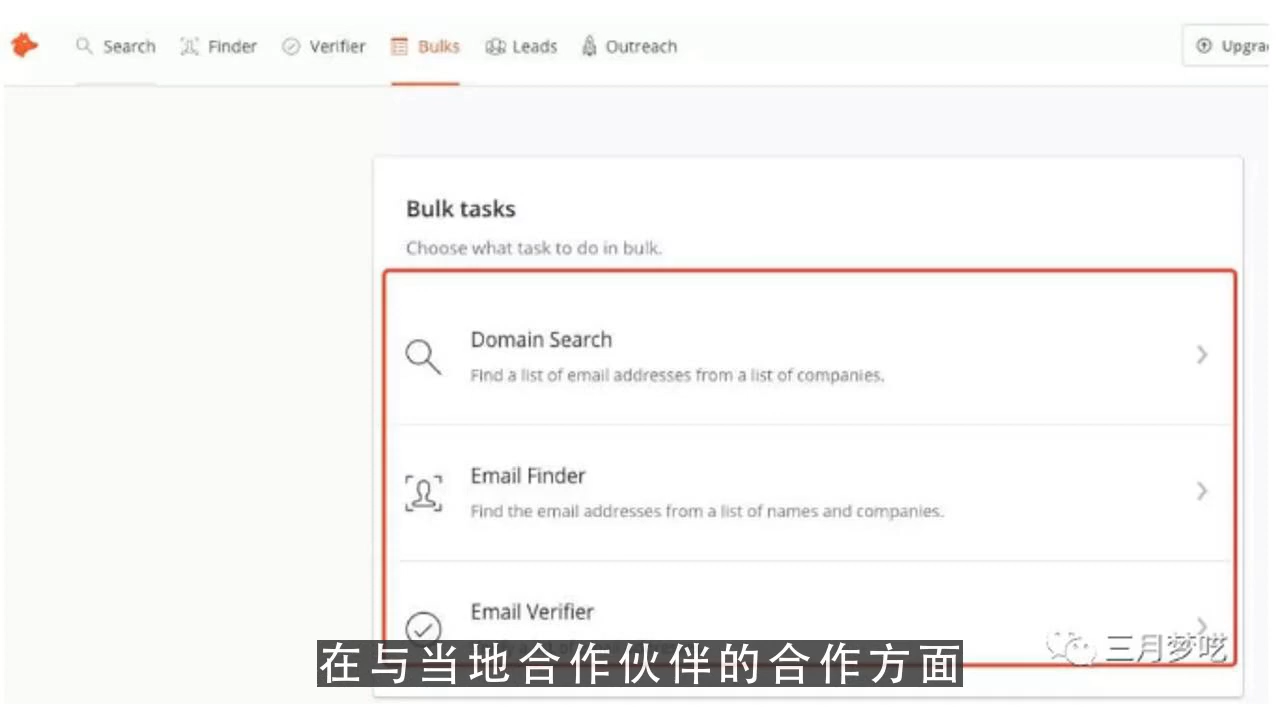 Search Finder Verifier Bulks Leads Outreach
Bulk tasks
Choose what task to do in bulk.
Domain Search
Find a list of email addresses from a list of companies.
Email Finder
Find the email addresses from a list of names and companies.
Email Verifier
三月梦呓
在与当地合作伙伴的合作方面